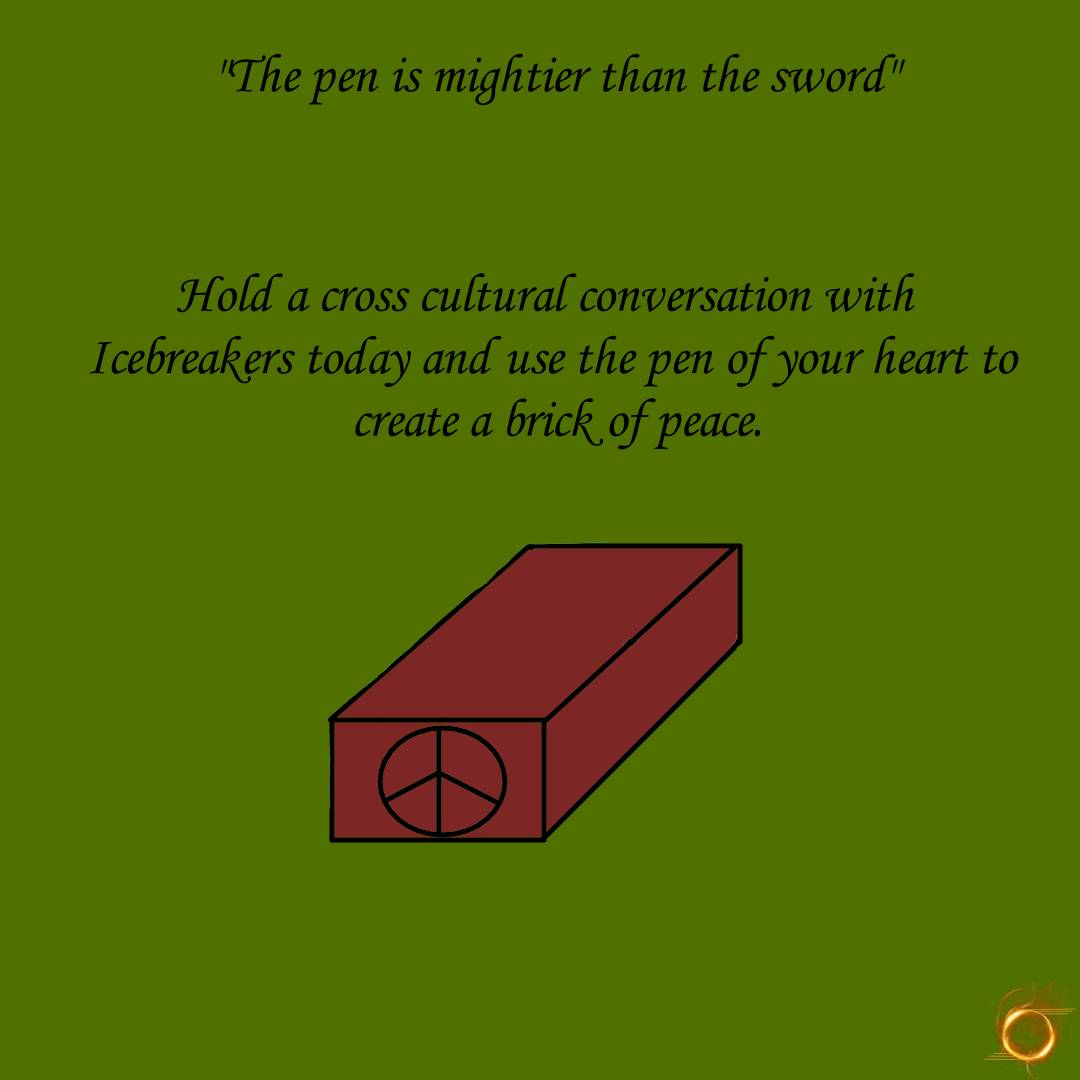 "The pen is mightier than the sword"
Hold a cross cultural conversation with
Icebreakers today and use the pen of your heart to
create a brick of peace.